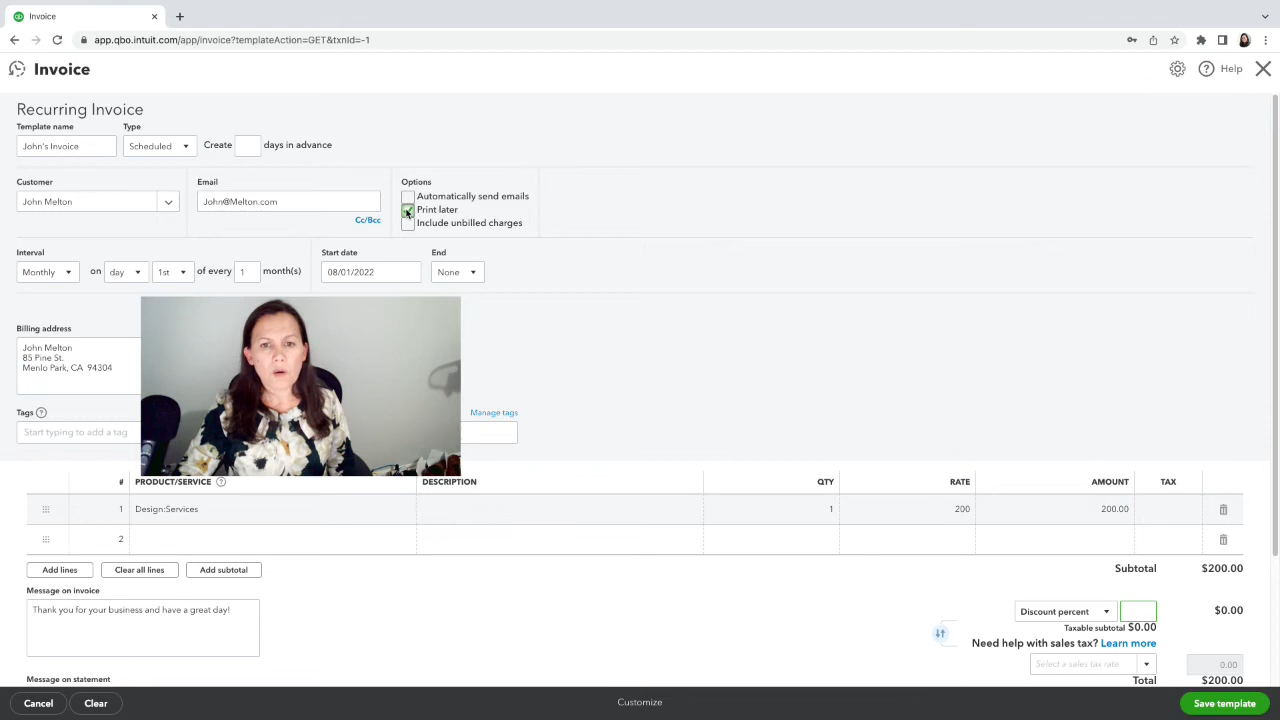 Invoice
app.qbo.intuit.com/app/invoice?templateAction=GET&txnId=-1
Invoice
Help
Recurring Invoice
Template name Type
John's Invoice Scheduled Create days in advance
Customer Email Options
John Melton John@Melton.com Automatically send emails
Print later
Cc/Bcc Include unbilled charges
Interval Start date End
Monthly on day 1st of every 1 month(s) 08/01/2022 None
Billing address
John Melton
85 Pine St.
Menlo Park, CA 94304
Tags Manage tags
Start typing to add a tag
# PRODUCT/SERVICE DESCRIPTION QTY RATE AMOUNT TAX
1 Design:Services 1 200 200.00
2
Add lines Clear all lines Add subtotal Subtotal $200.00
Message on invoice
Thank you for your business and have a great day! Discount percent $0.00
Taxable subtotal $0.00
Need help with sales tax? Learn more
Select a sales tax rate 0.00
Message on statement Total $200.00
Cancel Clear Customize Save template